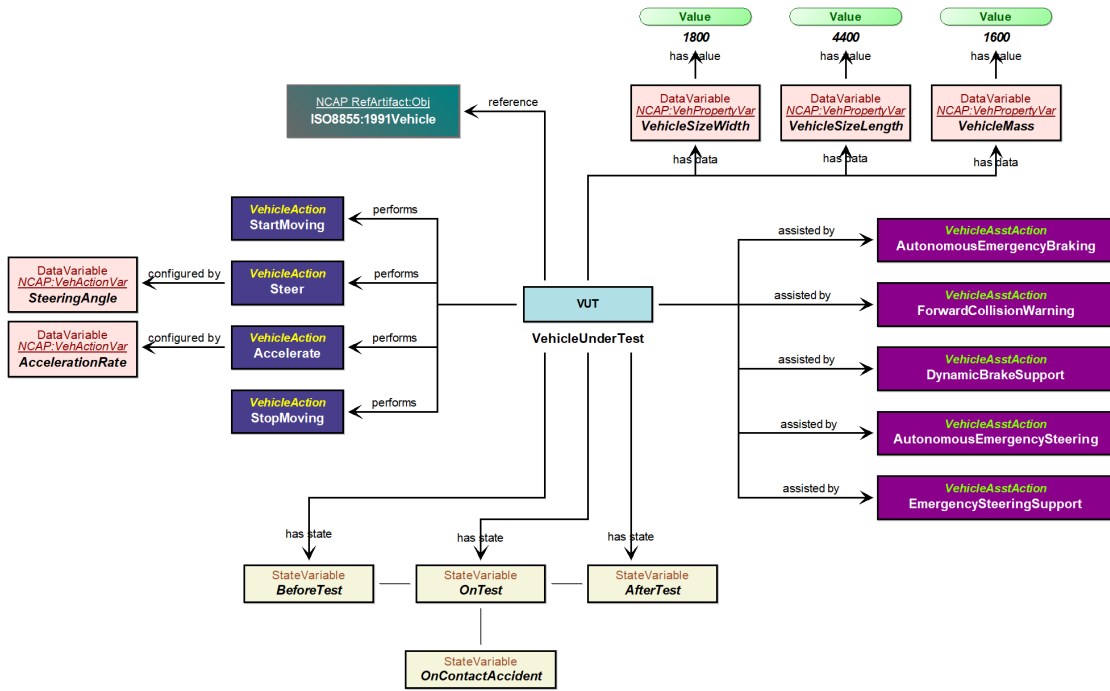 Value
Value
Value
1800
4400
1600
has value
has value
has value
NCAP RefArtifact:Obj
ISO8855:1991Vehicle
reference
DataVariable
NCAP:VehPropertyVar
VehicleSizeWidth
DataVariable
NCAP:VehPropertyVar
VehicleSizeLength
DataVariable
NCAP:VehPropertyVar
VehicleMass
has data
has data
has data
VehicleAction
StartMoving
performs
assisted by
VehicleAsstAction
AutonomousEmergencyBraking
DataVariable
NCAP:VehActionVar
SteeringAngle
configured by
VehicleAction
Steer
performs
VUT
VehicleUnderTest
assisted by
VehicleAsstAction
ForwardCollisionWarning
DataVariable
NCAP:VehActionVar
AccelerationRate
configured by
VehicleAction
Accelerate
performs
assisted by
VehicleAsstAction
DynamicBrakeSupport
VehicleAction
StopMoving
performs
assisted by
VehicleAsstAction
AutonomousEmergencySteering
assisted by
VehicleAsstAction
EmergencySteeringSupport
has state
has state
has state
StateVariable
BeforeTest
StateVariable
OnTest
StateVariable
AfterTest
StateVariable
OnContactAccident